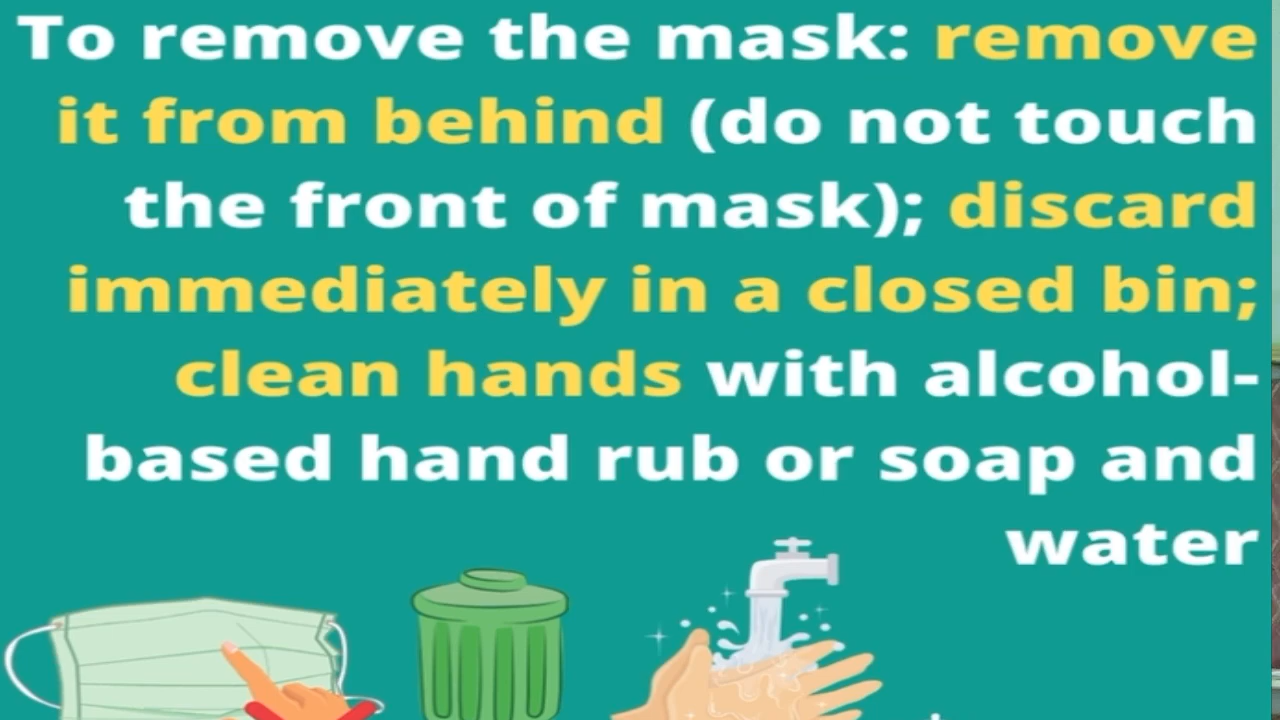 To remove the mask: remove
it from behind (do not touch
the front of mask); discard
immediately in a closed bin;
clean hands with alcohol-
based hand rub or soap and
water